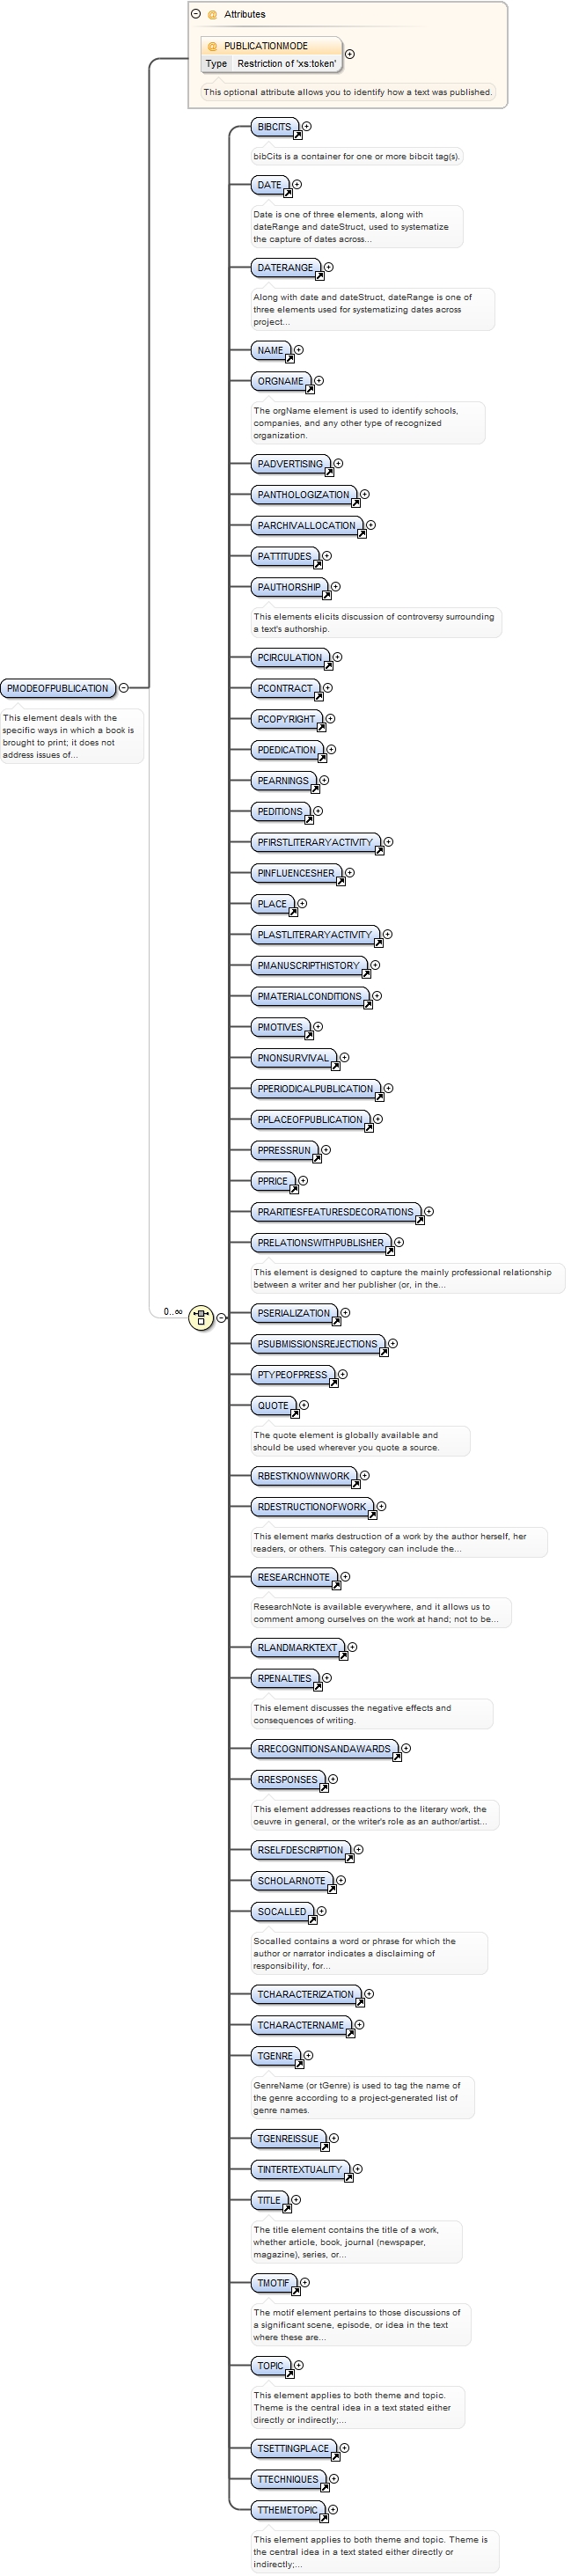 Attributes
@ PUBLICATIONMODE
Type Restriction of 'xs:token'
This optional attribute allows you to identify how a text was published.
BIBCITS
bibCits is a container for one or more bibcit tag(s).
DATE
Date is one of three elements, along with
dateRange and dateStruct, used to systematize
the capture of dates across...
DATERANGE
Along with date and dateStruct, dateRange is one of
three elements used for systematizing dates across
project...
NAME
ORGNAME
The orgName element is used to identify schools,
companies, and any other type of recognized
organization.
PADVERTISING
PANTHOLOGIZATION
PARCHIVALLOCATION
PATTITUDES
PAUTHORSHIP
This elements elicits discussion of controversy surrounding
a text's authorship.
PCIRCULATION
PMODEOFPUBLICATION
This element deals with the
specific ways in which a book is
brought to print; it does not
address issues of...
PCONTRACT
PCOPYRIGHT
PDEDICATION
PEARNINGS
PEDITIONS
PFIRSTLITERARYACTIVITY
PINFLUENCESHER
PLACE
PLASTLITERARYACTIVITY
PMANUSCRIPTHISTORY
PMATERIALCONDITIONS
PMOTIVES
PNONSURVIVAL
PPERIODICALPUBLICATION
PPLACEOFPUBLICATION
PPRESSRUN
PPRICE
PRARITIESFEATURESDECORATIONS
PRELATIONSWITHPUBLISHER
This element is designed to capture the mainly professional relationship
between a writer and her publisher (or, in the...
0..∞
PSERIALIZATION
PSUBMISSIONSREJECTIONS
PTYPEOFPRESS
QUOTE
The quote element is globally available and
should be used wherever you quote a source.
RBESTKNOWNWORK
RDESTRUCTIONOFWORK
This element marks destruction of a work by the author herself, her
readers, or others. This category can include the...
RESEARCHNOTE
ResearchNote is available everywhere, and it allows us to
comment among ourselves on the work at hand; not to be...
RLANDMARKTEXT
RPENALTIES
This element discusses the negative effects and
consequences of writing.
RRECOGNITIONSANDAWARDS
RRESPONSES
This element addresses reactions to the literary work, the
oeuvre in general, or the writer's role as an author/artist...
RSELFDESCRIPTION
SCHOLARNOTE
SOCALLED
Socalled contains a word or phrase for which the
author or narrator indicates a disclaiming of
responsibility, for...
TCHARACTERIZATION
TCHARACTERNAME
TGENRE
GenreName (or tGenre) is used to tag the name of
the genre according to a project-generated list of
genre names.
TGENREISSUE
TINTERTEXTUALITY
TITLE
The title element contains the title of a work,
whether article, book, journal (newspaper,
magazine), series, or...
TMOTIF
The motif element pertains to those discussions of
a significant scene, episode, or idea in the text
where these are...
TOPIC
This element applies to both theme and topic.
Theme is the central idea in a text stated either
directly or indirectly;...
TSETTINGPLACE
TTECHNIQUES
TTHEMETOPIC
This element applies to both theme and topic. Theme is
the central idea in a text stated either directly or
indirectly;...